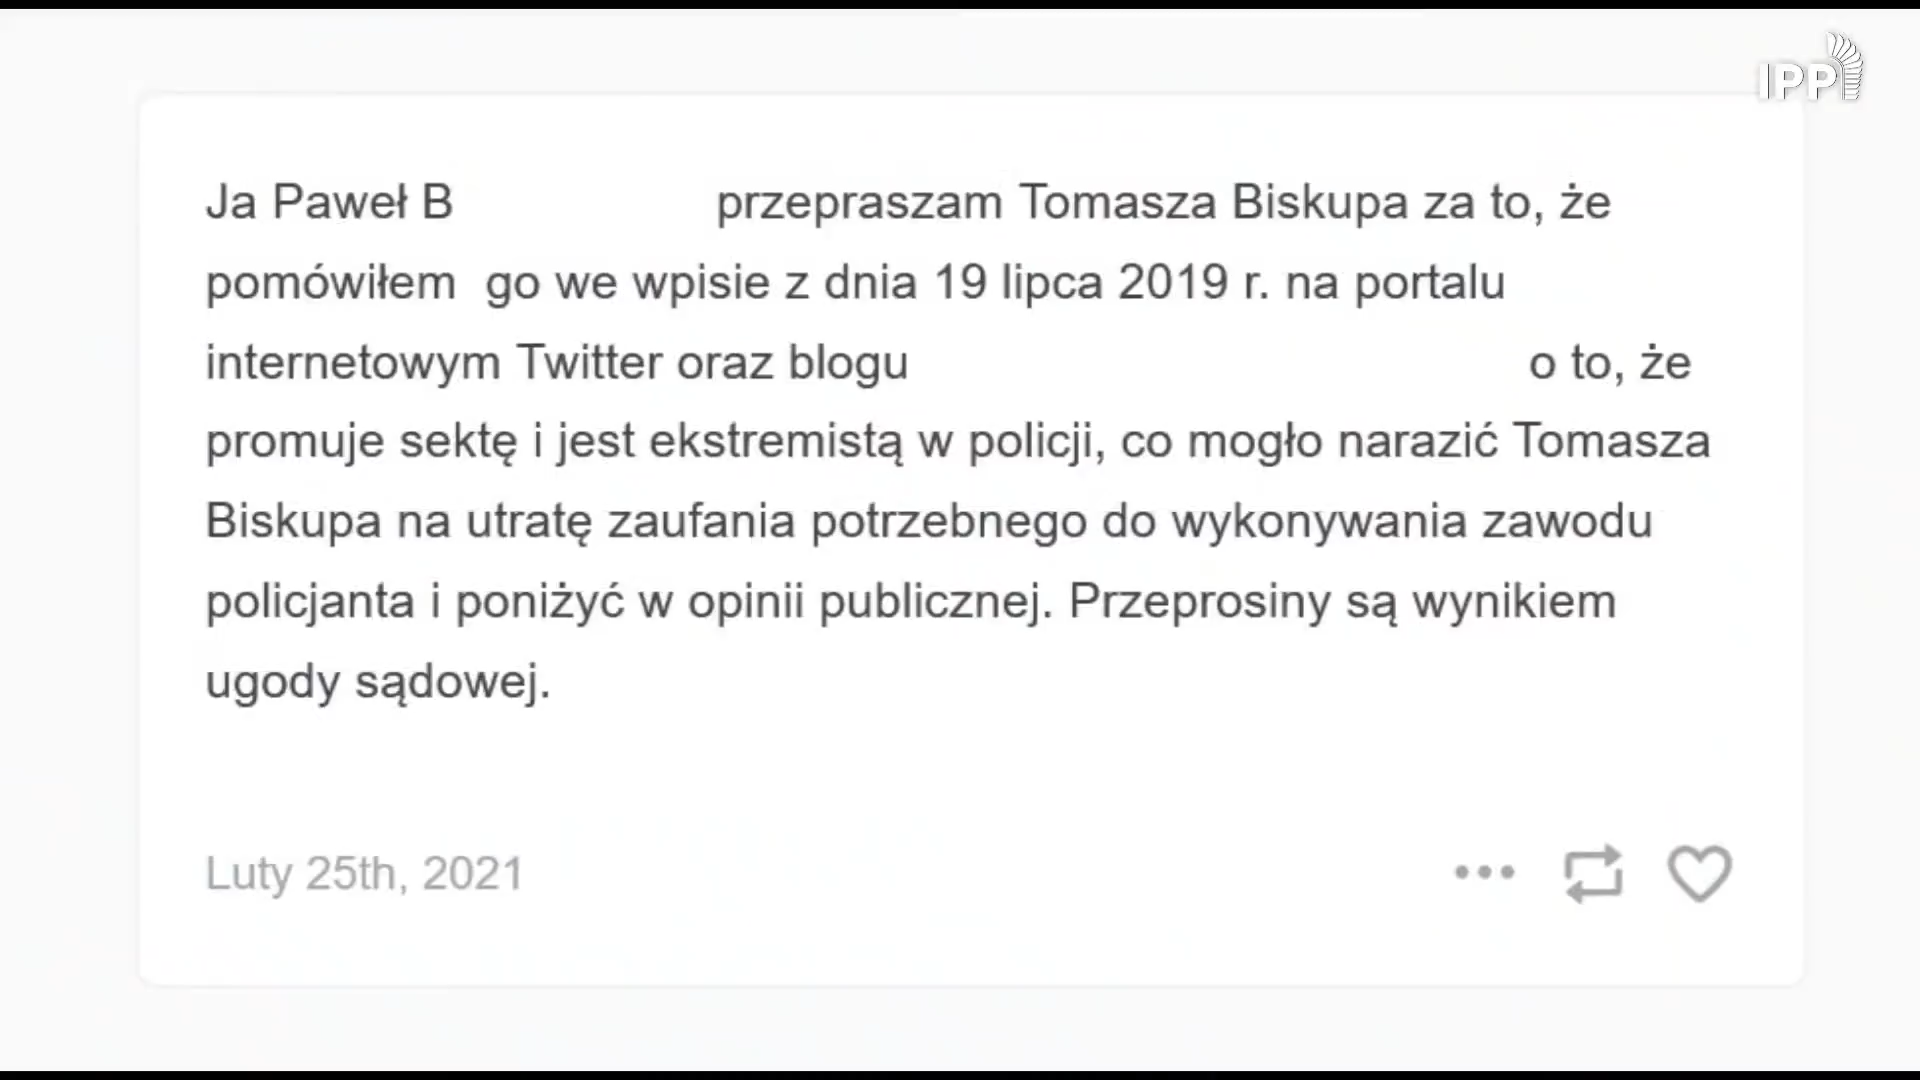 IPP
Ja Paweł B przepraszam Tomasza Biskupa za to, że
pomówiłem go we wpisie z dnia 19 lipca 2019 r. na portalu
internetowym Twitter oraz blogu o to, że
promuje sektę i jest ekstremistą w policji, co mogło narazić Tomasza
Biskupa na utratę zaufania potrzebnego do wykonywania zawodu
policjanta i poniżyć w opinii publicznej. Przeprosiny są wynikiem
ugody sądowej.
Luty 25th, 2021